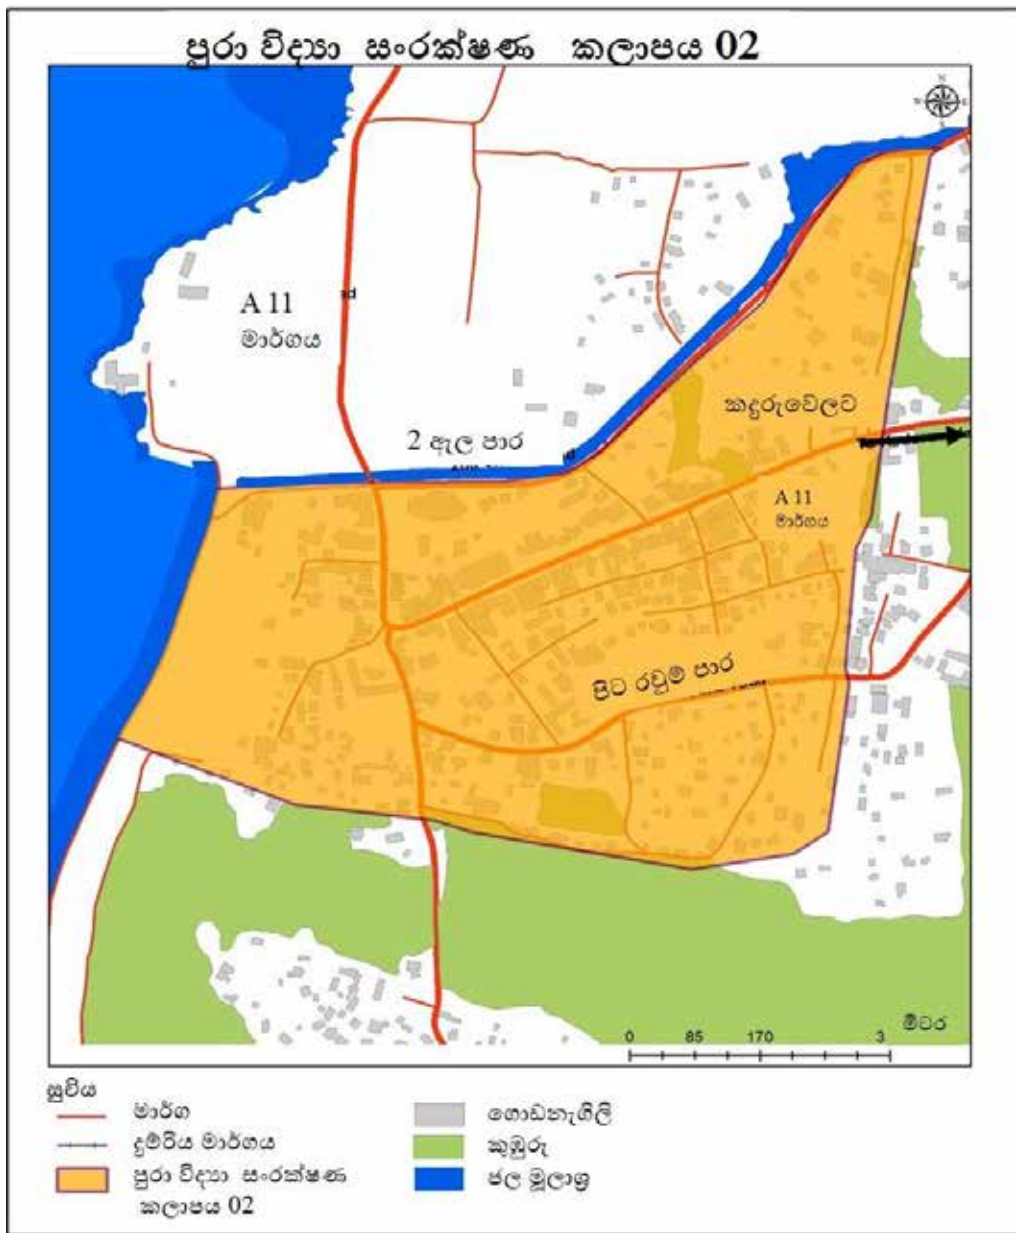 පුරා විද්‍යා සංරක්ෂණ කලාපය 02
N
A 11
මාර්ගය
කදුරුවේලට
2 ඇල පාර
A 11
මාර්ගය
පිට රවුම් පාර
0 85 170 3 මීටර
සූචිය
මාර්ග
දුම්රිය මාර්ගය
පුරා විද්‍යා සංරක්ෂණ
කලාපය 02
ගොඩනැගිලි
කුඹුරු
ජල මූලාශ්‍ර